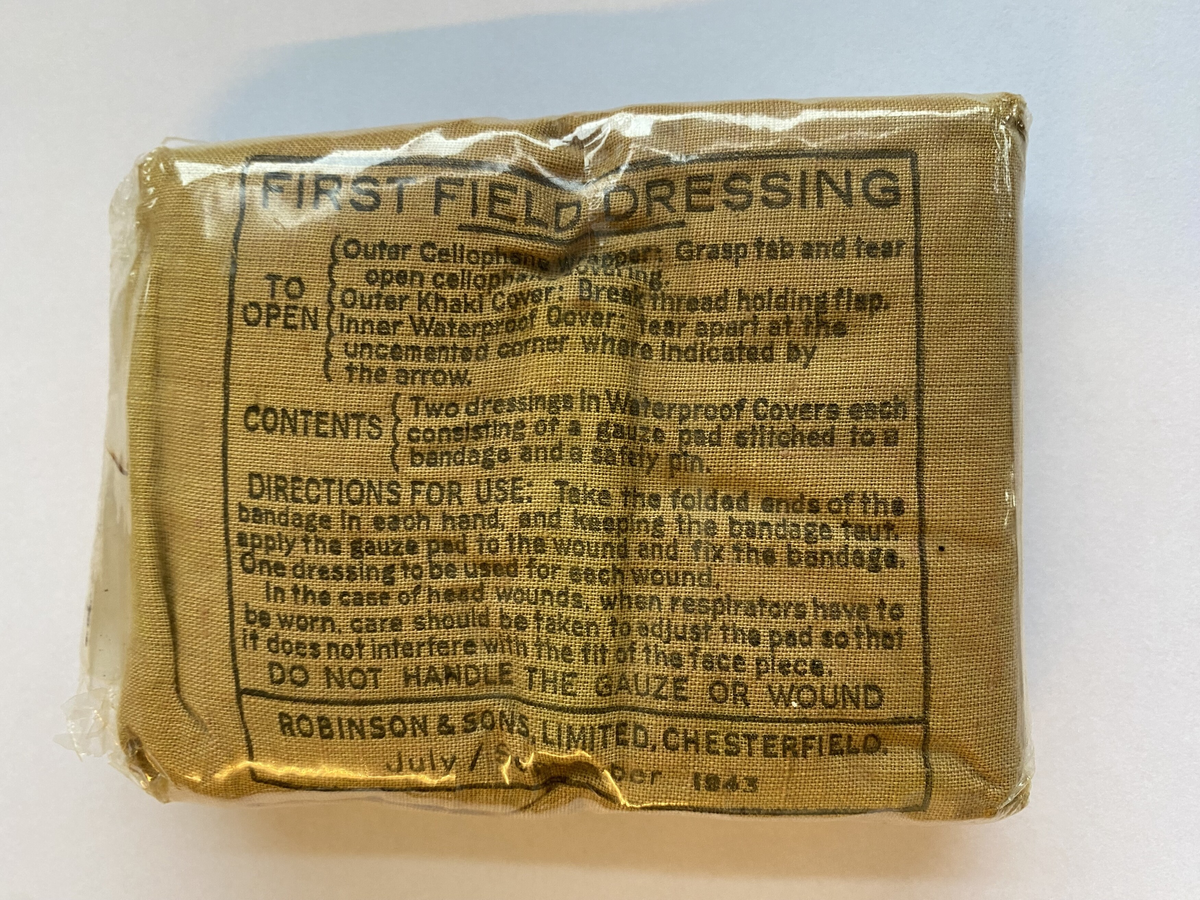 FIRST FIELD DRESSING
TO OPEN
Outer Cellophane Wrapper: Grasp tab and tear
open cellophane covering.
Outer Khaki Cover: Break thread holding flap.
Inner Waterproof Cover: tear apart at the
uncemented corner where indicated by
the arrow.
CONTENTS
Two dressings in Waterproof Covers each
consisting of a gauze pad stitched to a
bandage and a safety pin.
DIRECTIONS FOR USE: Take the folded ends of the
bandage in each hand, and keeping the bandage taut.
apply the gauze pad to the wound and fix the bandage.
One dressing to be used for each wound.
In the case of head wounds, when respirators have to
be worn, care should be taken to adjust the pad so that
it does not interfere with the fit of the face piece.
DO NOT HANDLE THE GAUZE OR WOUND
ROBINSON & SONS, LIMITED, CHESTERFIELD.
July / 1943